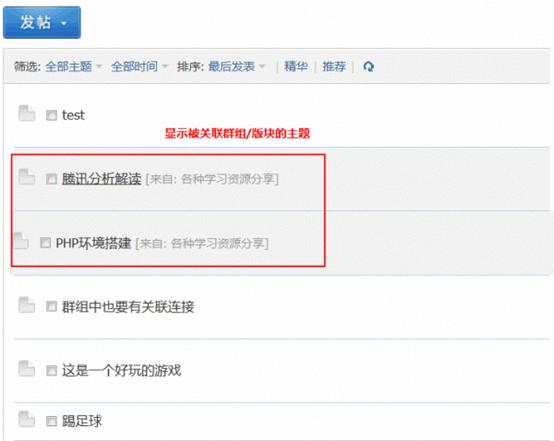 发帖
筛选: 全部主题 全部时间 排序: 最后发表 | 精华 | 推荐 |
test
显示被关联群组/版块的主题
腾讯分析解读 [来自: 各种学习资源分享]
PHP环境搭建 [来自: 各种学习资源分享]
群组中也要有关联连接
这是一个好玩的游戏
踢足球